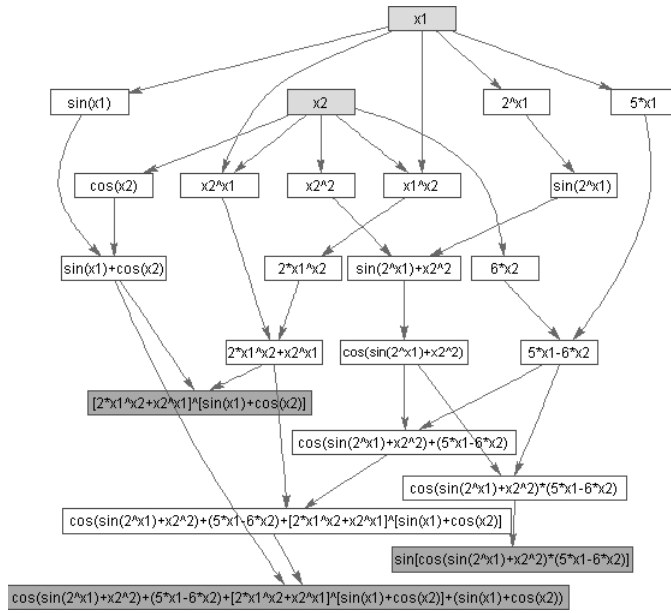 x1
sin(x1)
x2
2^x1
5*x1
cos(x2)
x2^x1
x2^2
x1^x2
sin(2^x1)
sin(x1)+cos(x2)
2*x1^x2
sin(2^x1)+x2^2
6*x2
2*x1^x2+x2^x1
cos(sin(2^x1)+x2^2)
5*x1-6*x2
[2*x1^x2+x2^x1]^[sin(x1)+cos(x2)]
cos(sin(2^x1)+x2^2)+(5*x1-6*x2)
cos(sin(2^x1)+x2^2)*(5*x1-6*x2)
cos(sin(2^x1)+x2^2)+(5*x1-6*x2)+[2*x1^x2+x2^x1]^[sin(x1)+cos(x2)]
sin[cos(sin(2^x1)+x2^2)*(5*x1-6*x2)]
cos(sin(2^x1)+x2^2)+(5*x1-6*x2)+[2*x1^x2+x2^x1]^[sin(x1)+cos(x2)]+(sin(x1)+cos(x2))